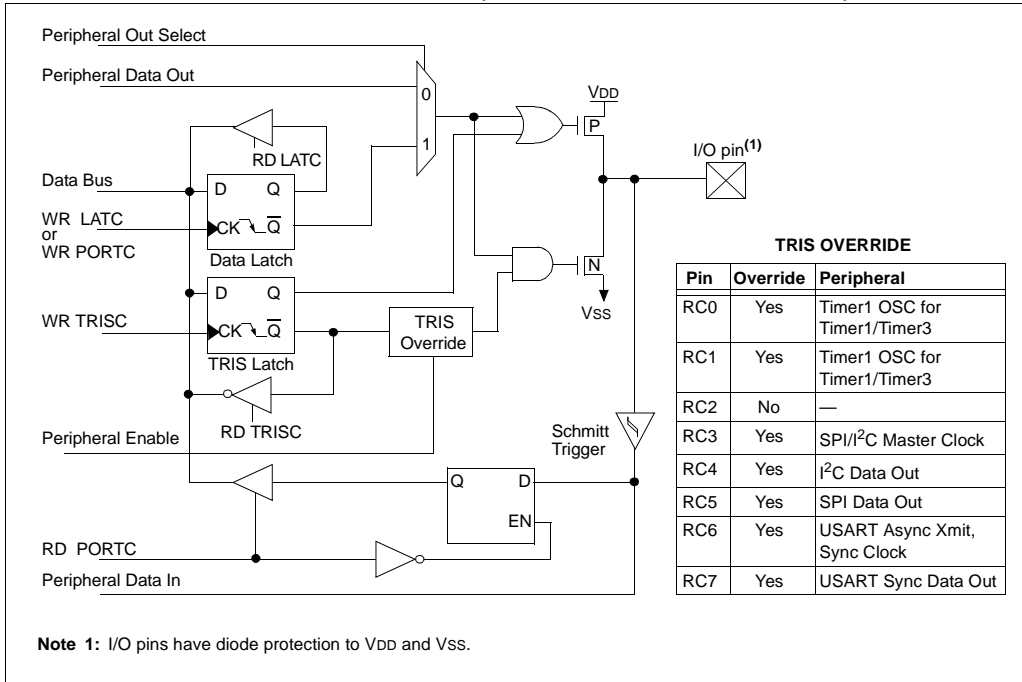 Peripheral Out Select
Peripheral Data Out
0
1
VDD
P
I/O pin(1)
RD LATC
Data Bus
D Q
WR LATC
or
WR PORTC
CK Q̅
Data Latch
D Q
WR TRISC
CK Q̅
TRIS Latch
TRIS
Override
N
VSS
RD TRISC
Peripheral Enable
Schmitt
Trigger
Q D
EN
RD PORTC
Peripheral Data In
TRIS OVERRIDE
Pin Override Peripheral
RC0 Yes Timer1 OSC for
Timer1/Timer3
RC1 Yes Timer1 OSC for
Timer1/Timer3
RC2 No —
RC3 Yes SPI/I2C Master Clock
RC4 Yes I2C Data Out
RC5 Yes SPI Data Out
RC6 Yes USART Async Xmit,
Sync Clock
RC7 Yes USART Sync Data Out
Note 1: I/O pins have diode protection to VDD and VSS.